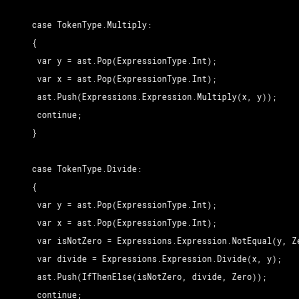 case TokenType.Multiply:
{
var y = ast.Pop(ExpressionType.Int);
var x = ast.Pop(ExpressionType.Int);
ast.Push(Expressions.Expression.Multiply(x, y));
continue;
}
case TokenType.Divide:
{
var y = ast.Pop(ExpressionType.Int);
var x = ast.Pop(ExpressionType.Int);
var isNotZero = Expressions.Expression.NotEqual(y, Ze
var divide = Expressions.Expression.Divide(x, y);
ast.Push(IfThenElse(isNotZero, divide, Zero));
continue;